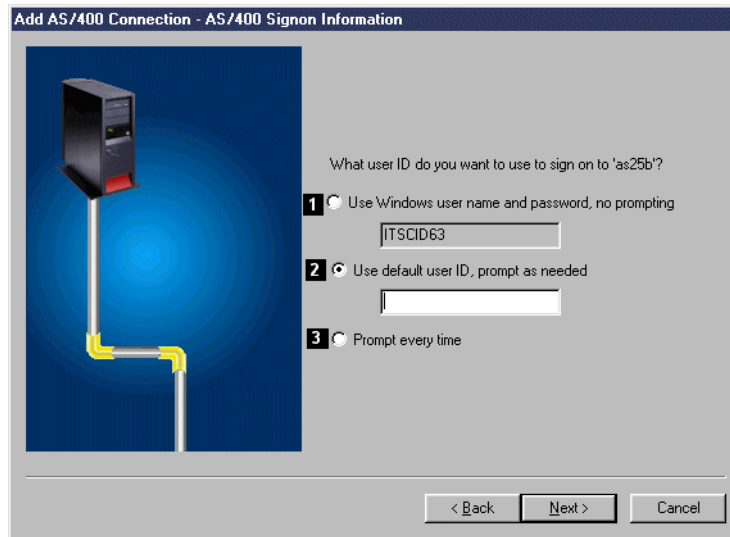 Add AS/400 Connection - AS/400 Signon Information
What user ID do you want to use to sign on to 'as25b'?
1 Use Windows user name and password, no prompting
ITSCID63
2 Use default user ID, prompt as needed
3 Prompt every time
< Back Next > Cancel